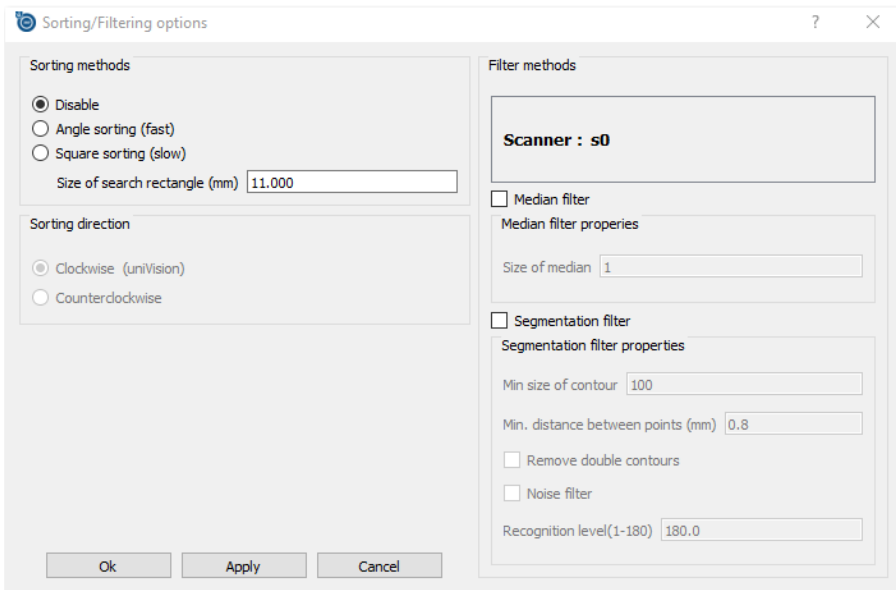 Sorting/Filtering options
?
Sorting methods
Disable
Angle sorting (fast)
Square sorting (slow)
Size of search rectangle (mm) 11.000
Sorting direction
Clockwise (uniVision)
Counterclockwise
Filter methods
Scanner : s0
Median filter
Median filter properies
Size of median 1
Segmentation filter
Segmentation filter properties
Min size of contour 100
Min. distance between points (mm) 0.8
Remove double contours
Noise filter
Recognition level(1-180) 180.0
Ok Apply Cancel